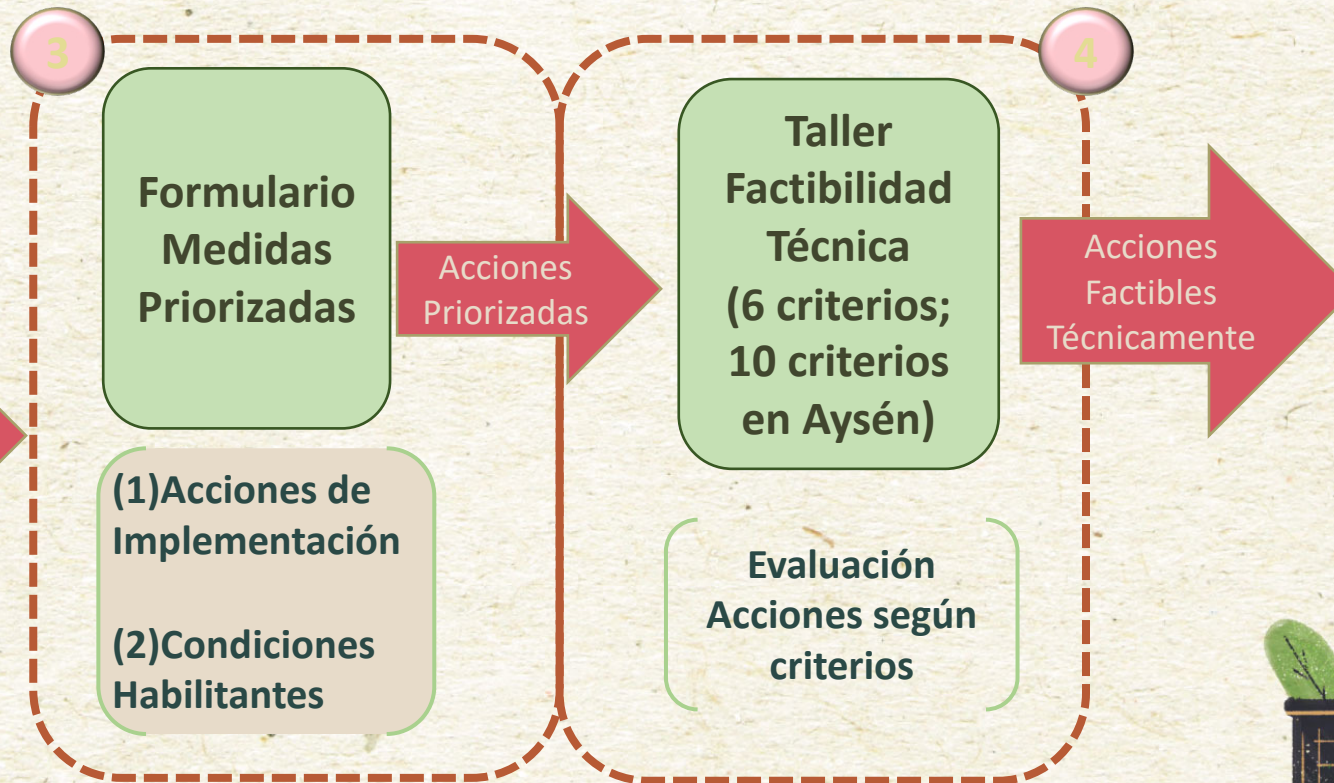 3
Formulario
Medidas
Priorizadas
(1)Acciones de
Implementación
(2)Condiciones
Habilitantes
Acciones
Priorizadas
4
Taller
Factibilidad
Técnica
(6 criterios;
10 criterios
en Aysén)
Evaluación
Acciones según
criterios
Acciones
Factibles
Técnicamente